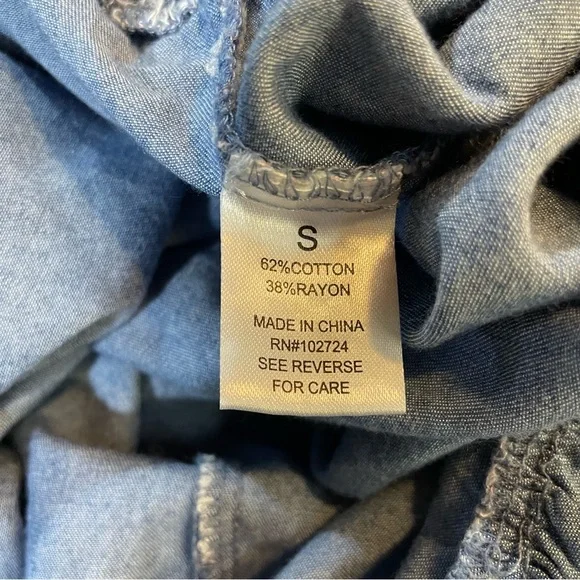 S
62%COTTON
38%RAYON
MADE IN CHINA
RN#102724
SEE REVERSE
FOR CARE